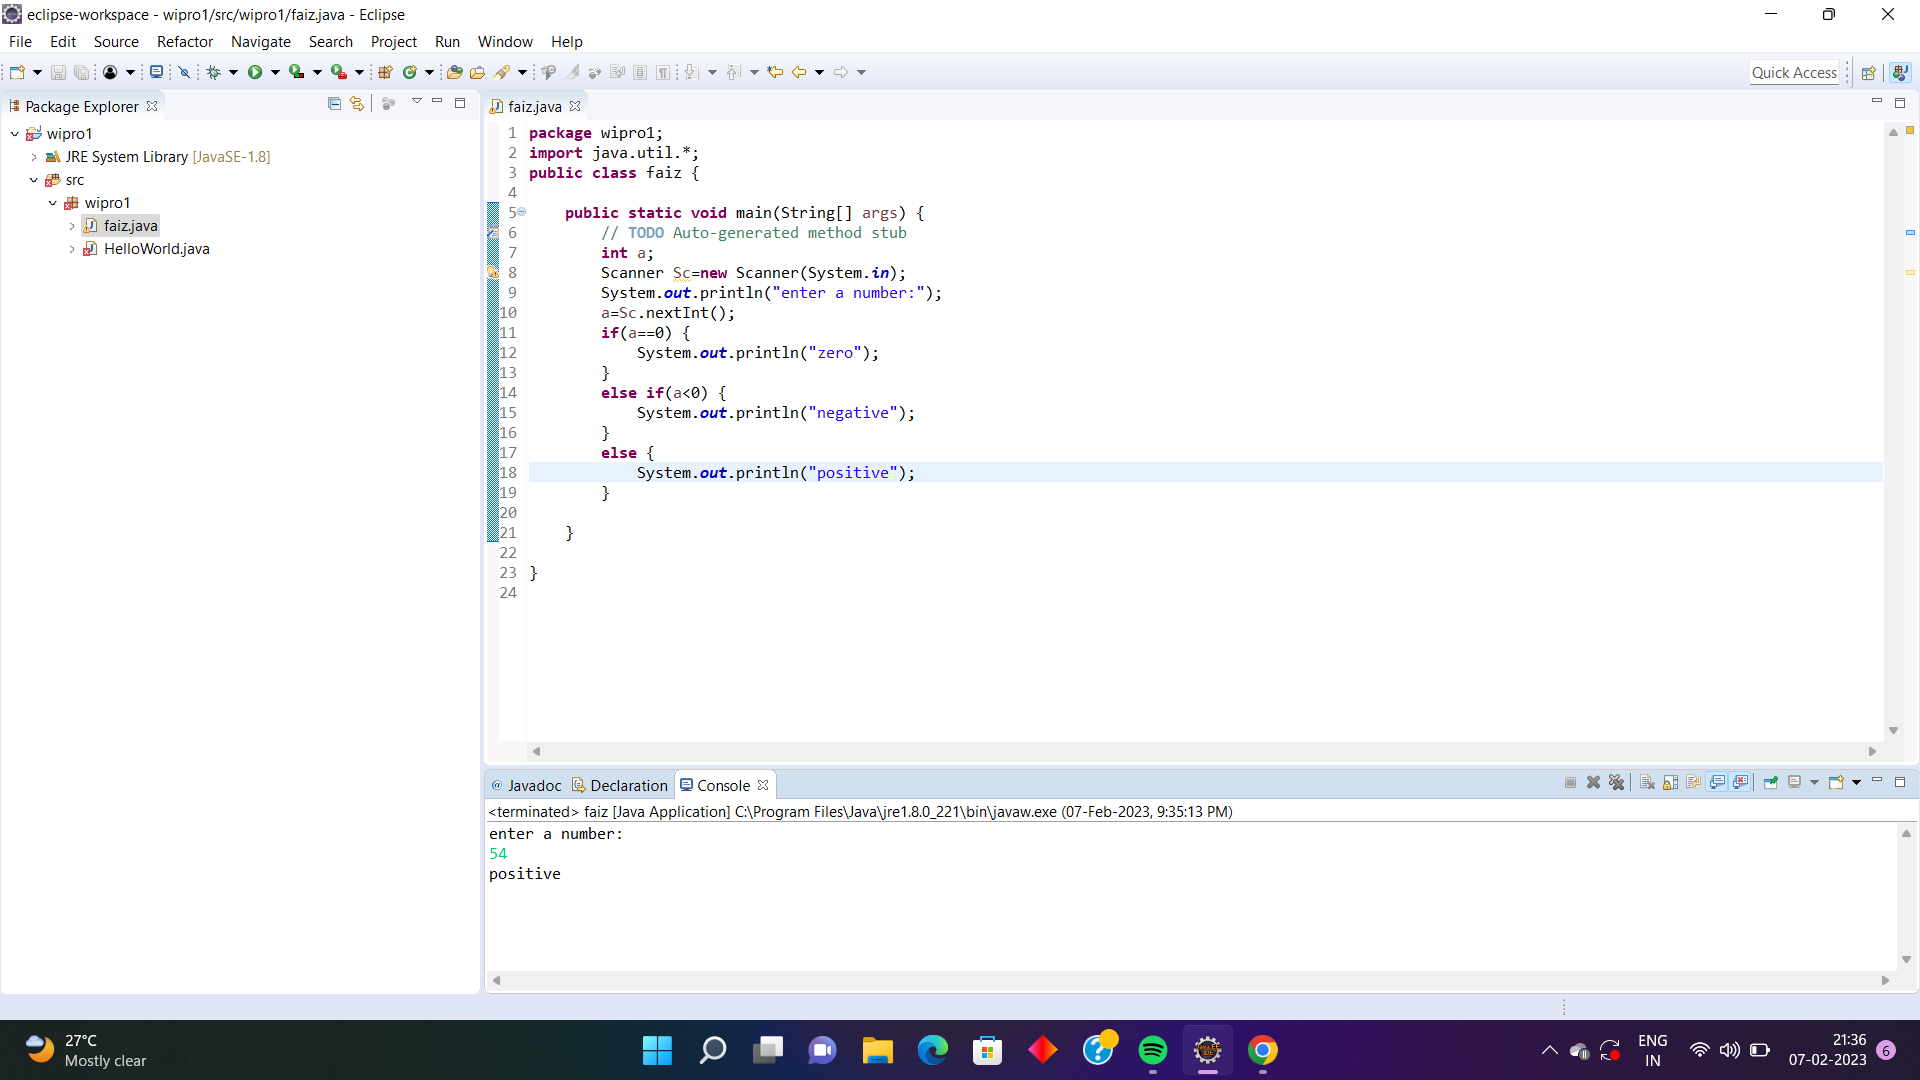 eclipse-workspace - wipro1/src/wipro1/faiz.java - Eclipse
File Edit Source Refactor Navigate Search Project Run Window Help
Quick Access
Package Explorer
wipro1
JRE System Library [JavaSE-1.8]
src
wipro1
faiz.java
HelloWorld.java
faiz.java
1 package wipro1;
2 import java.util.*;
3 public class faiz {
4
5     public static void main(String[] args) {
6         // TODO Auto-generated method stub
7         int a;
8         Scanner Sc=new Scanner(System.in);
9         System.out.println("enter a number:");
10         a=Sc.nextInt();
11         if(a==0) {
12             System.out.println("zero");
13         }
14         else if(a<0) {
15             System.out.println("negative");
16         }
17         else {
18             System.out.println("positive");
19         }
20
21     }
22
23 }
24
@ Javadoc Declaration Console
<terminated> faiz [Java Application] C:\Program Files\Java\jre1.8.0_221\bin\javaw.exe (07-Feb-2023, 9:35:13 PM)
enter a number:
54
positive
27°C
Mostly clear
ENG
IN
21:36
07-02-2023
6